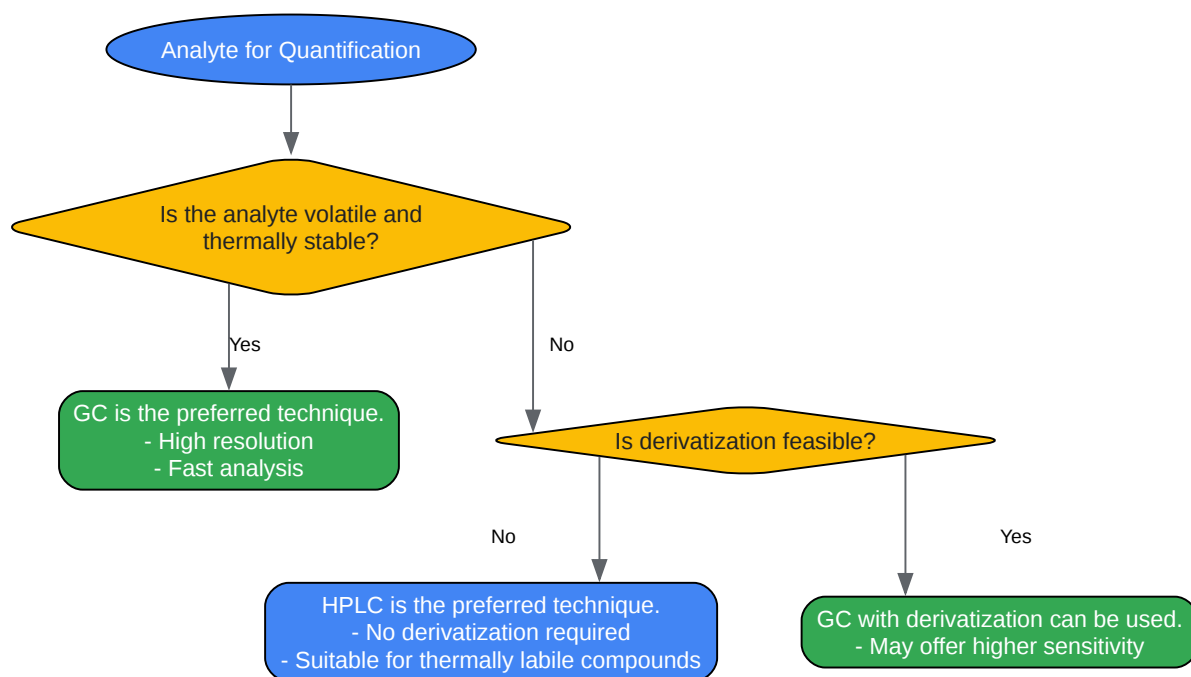 Analyte for Quantification
Is the analyte volatile and
thermally stable?
Yes
No
GC is the preferred technique.
- High resolution
- Fast analysis
Is derivatization feasible?
No
Yes
HPLC is the preferred technique.
- No derivatization required
- Suitable for thermally labile compounds
GC with derivatization can be used.
- May offer higher sensitivity